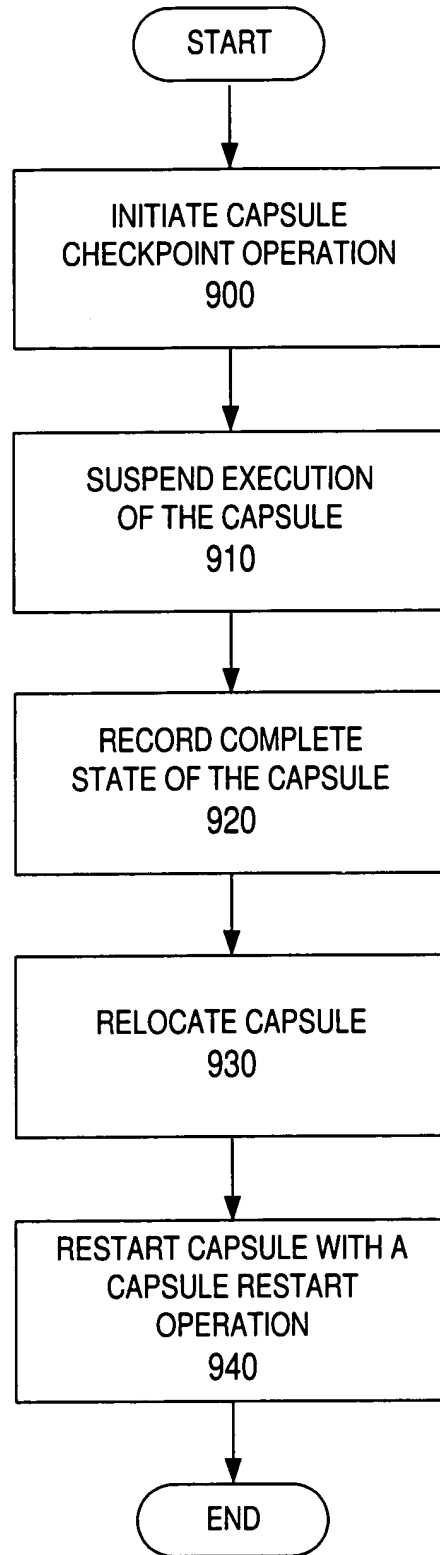 START
INITIATE CAPSULE
CHECKPOINT OPERATION
900
SUSPEND EXECUTION
OF THE CAPSULE
910
RECORD COMPLETE
STATE OF THE CAPSULE
920
RELOCATE CAPSULE
930
RESTART CAPSULE WITH A
CAPSULE RESTART
OPERATION
940
END